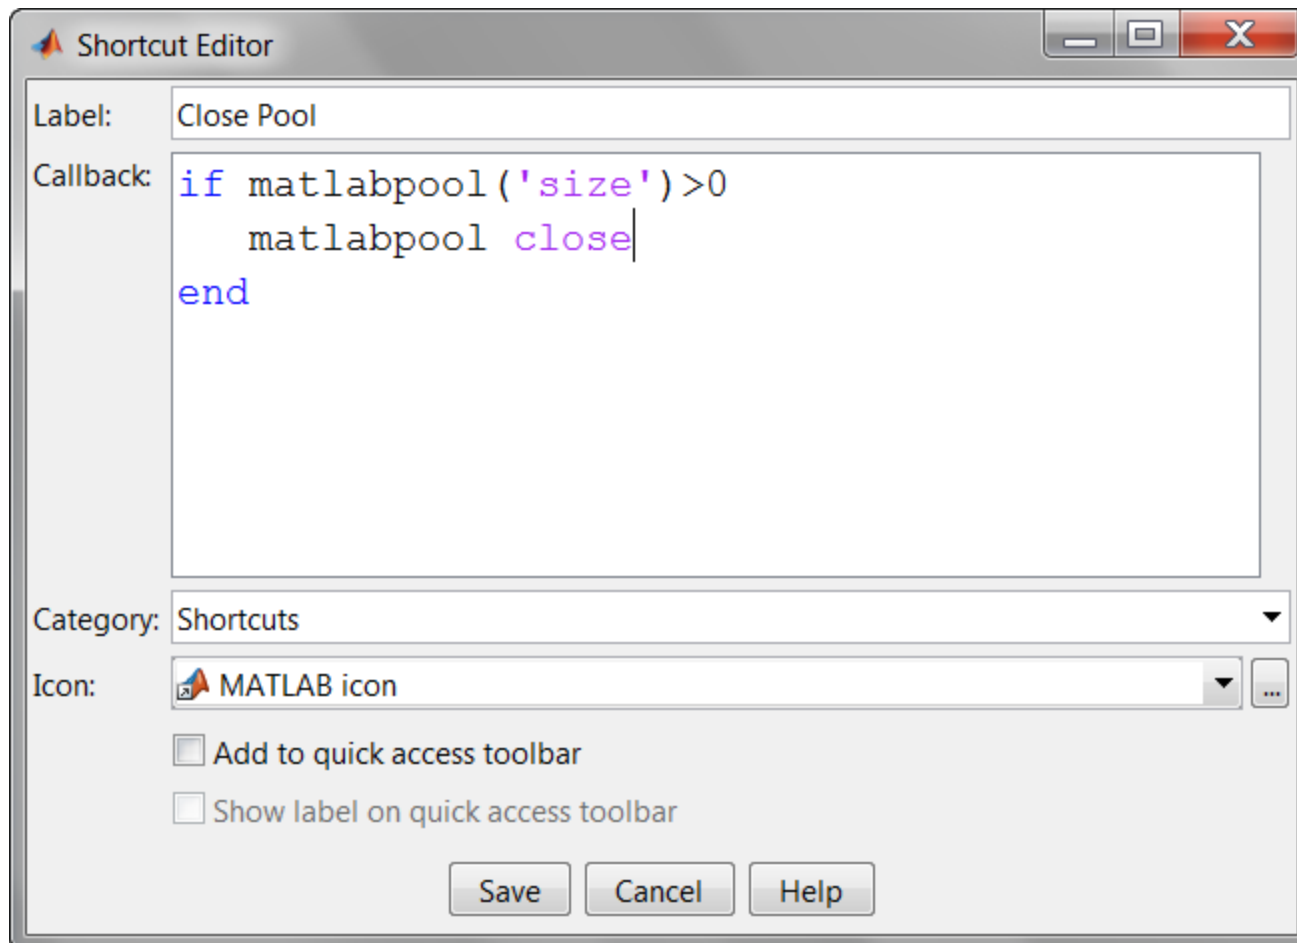 Shortcut Editor
Label: Close Pool
Callback: if matlabpool('size')>0
matlabpool close
end
Category: Shortcuts
Icon: MATLAB icon ...
Add to quick access toolbar
Show label on quick access toolbar
Save Cancel Help